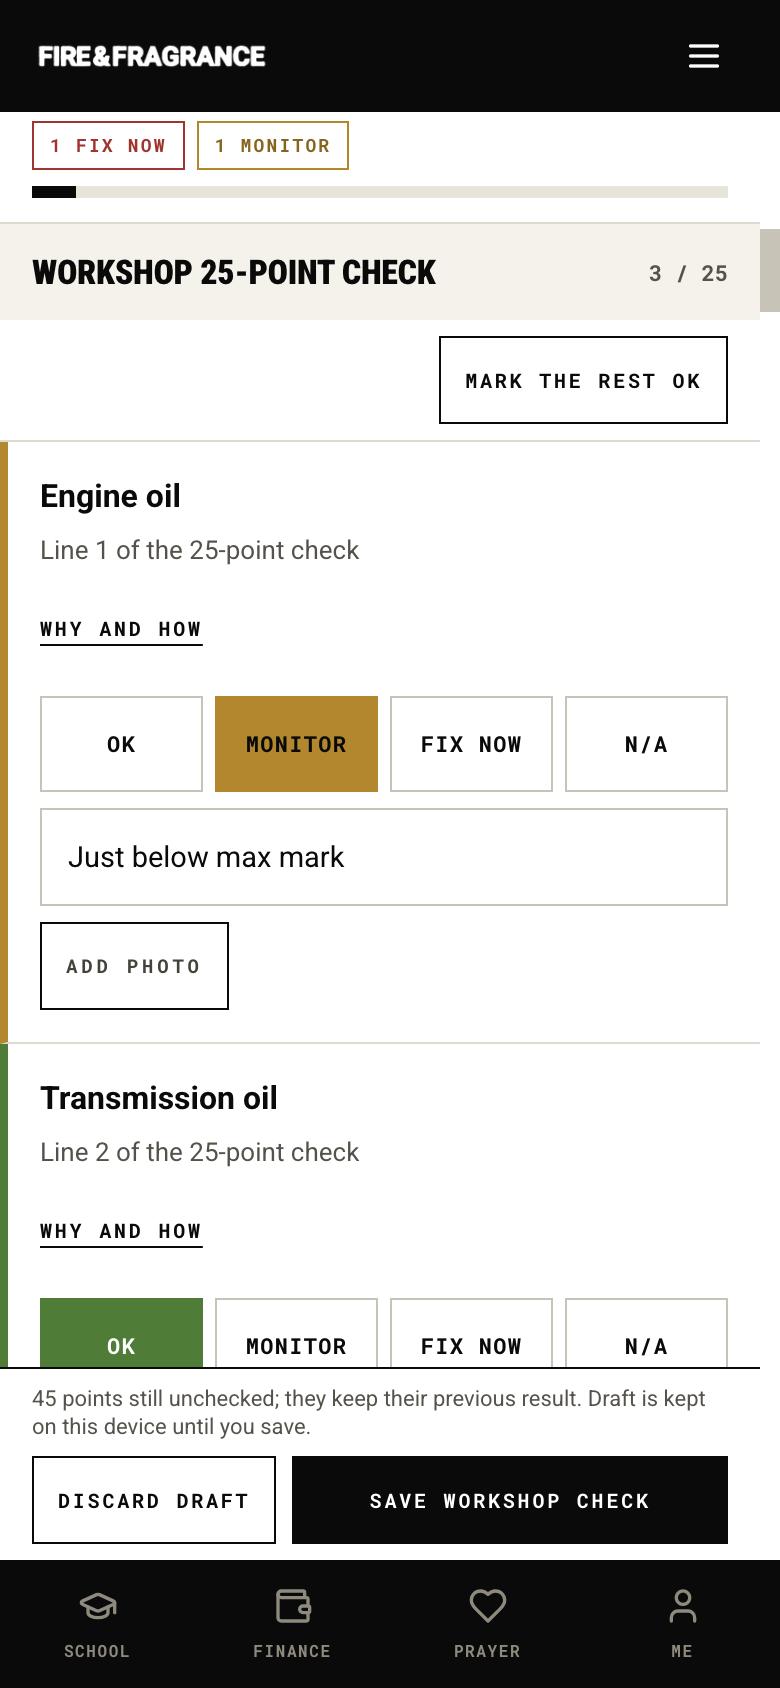 FIRE&FRAGRANCE
1 FIX NOW
1 MONITOR
WORKSHOP 25-POINT CHECK
3 / 25
MARK THE REST OK
Engine oil
Line 1 of the 25-point check
WHY AND HOW
OK
MONITOR
FIX NOW
N/A
Just below max mark
ADD PHOTO
Transmission oil
Line 2 of the 25-point check
WHY AND HOW
OK
MONITOR
FIX NOW
N/A
45 points still unchecked; they keep their previous result. Draft is kept
on this device until you save.
DISCARD DRAFT
SAVE WORKSHOP CHECK
SCHOOL
FINANCE
PRAYER
ME